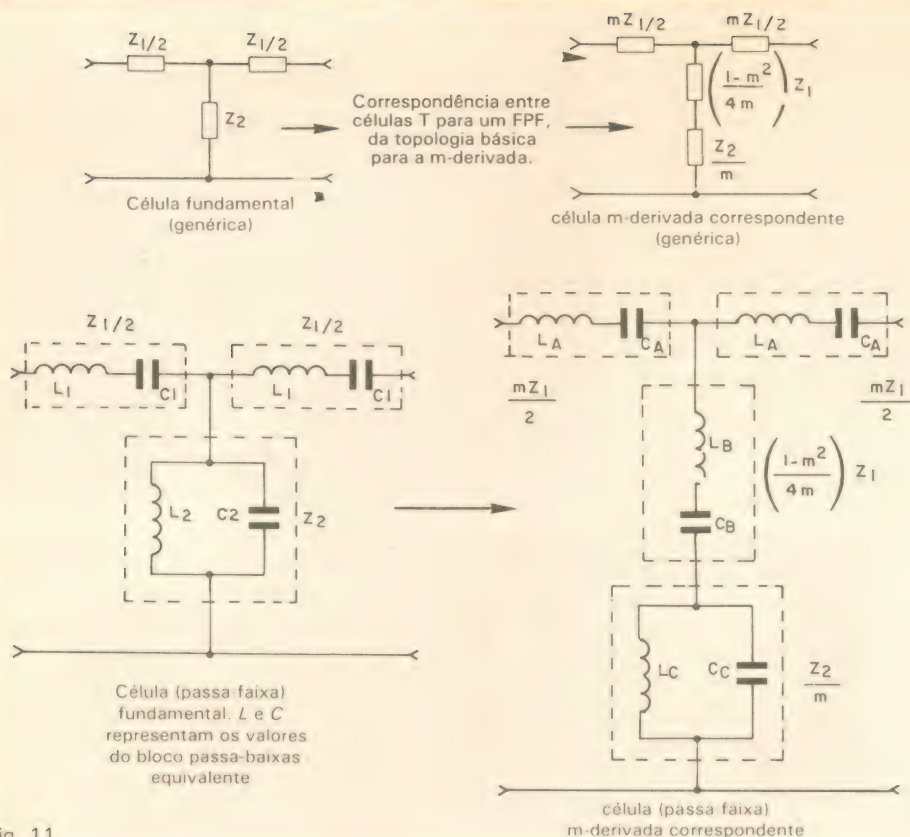 Z1/2
Z1/2
Z2
Célula fundamental
(genérica)
Correspondência entre
células T para um FPF,
da topologia básica
para a m-derivada.
mZ1/2
mZ1/2
(1-m²/4m) Z1
Z2/m
célula m-derivada correspondente
(genérica)
Z1/2
Z1/2
L1
C1
L1
C1
L2
C2
Z2
Célula (passa faixa)
fundamental. L e C
representam os valores
do bloco passa-baixas
equivalente
LA
CA
LA
CA
mZ1/2
mZ1/2
LB
CB
(1-m²/4m) Z1
LC
CC
Z2/m
célula (passa faixa)
m-derivada correspondente